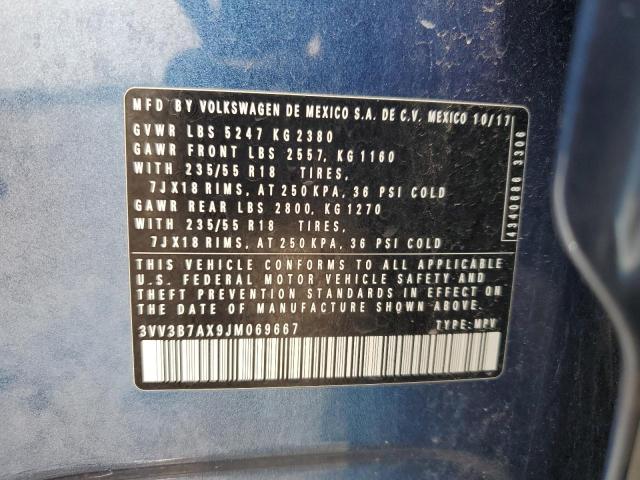 MFD BY VOLKSWAGEN DE MEXICO S.A. DE C.V. MEXICO 10/17
GVWR LBS 5247 KG 2380
GAWR FRONT LBS 2557, KG 1160
WITH 235/55 R18 TIRES,
7JX18 RIMS, AT 250 KPA, 36 PSI COLD
GAWR REAR LBS 2800, KG 1270
WITH 235/55 R18 TIRES,
7JX18 RIMS, AT 250 KPA, 36 PSI COLD
4340686 3306
THIS VEHICLE CONFORMS TO ALL APPLICABLE
U.S. FEDERAL MOTOR VEHICLE SAFETY AND
THEFT PREVENTION STANDARDS IN EFFECT ON
THE DATE OF MANUFACTURE SHOWN ABOVE.
3VV3B7AX9JM069667 TYPE: MPV